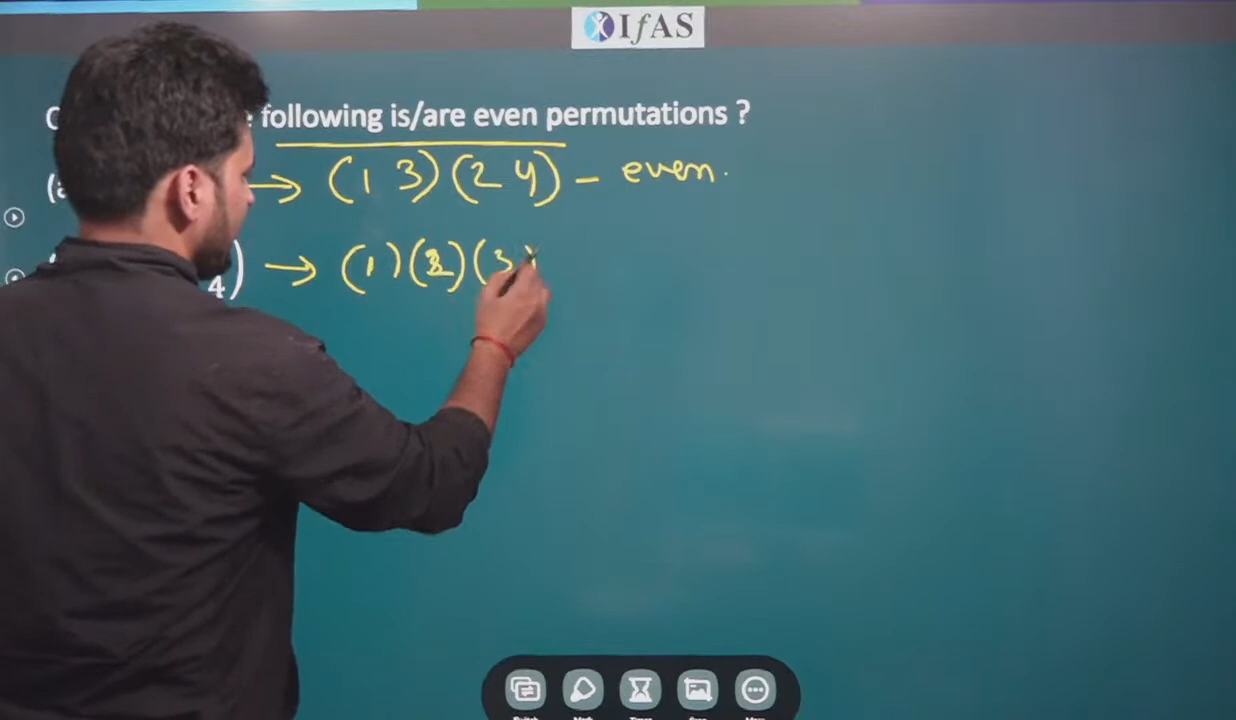 IfAS
following is/are even permutations ?
(a → (1 3)(2 4) - even.
4) → (1)(2)(3